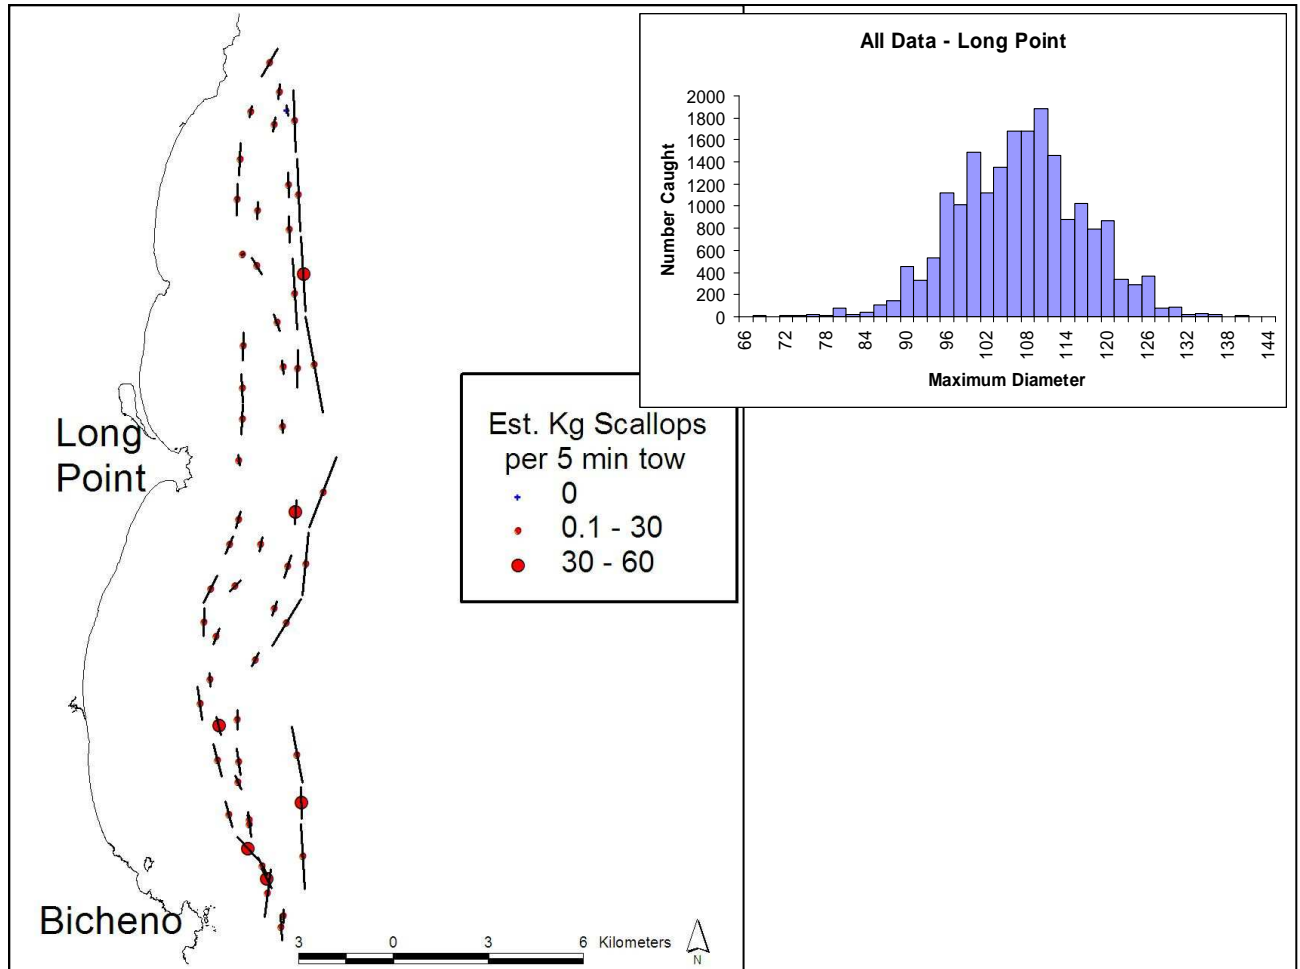 All Data - Long Point
Number Caught
2000
1800
1600
1400
1200
1000
800
600
400
200
0
66 72 78 84 90 96 102 108 114 120 126 132 138 144
Maximum Diameter
Long
Point
Est. Kg Scallops
per 5 min tow
0
0.1 - 30
30 - 60
Bicheno
3 0 3 6 Kilometers
N